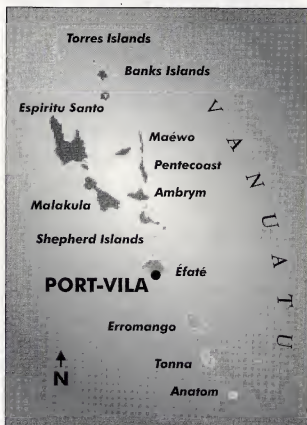 Torres Islands
Banks Islands
Espiritu Santo
VANUATU
Maéwo
Pentecoast
Ambrym
Malakula
Shepherd Islands
Éfaté
PORT-VILA
Erromango
Tonna
Anatom
N